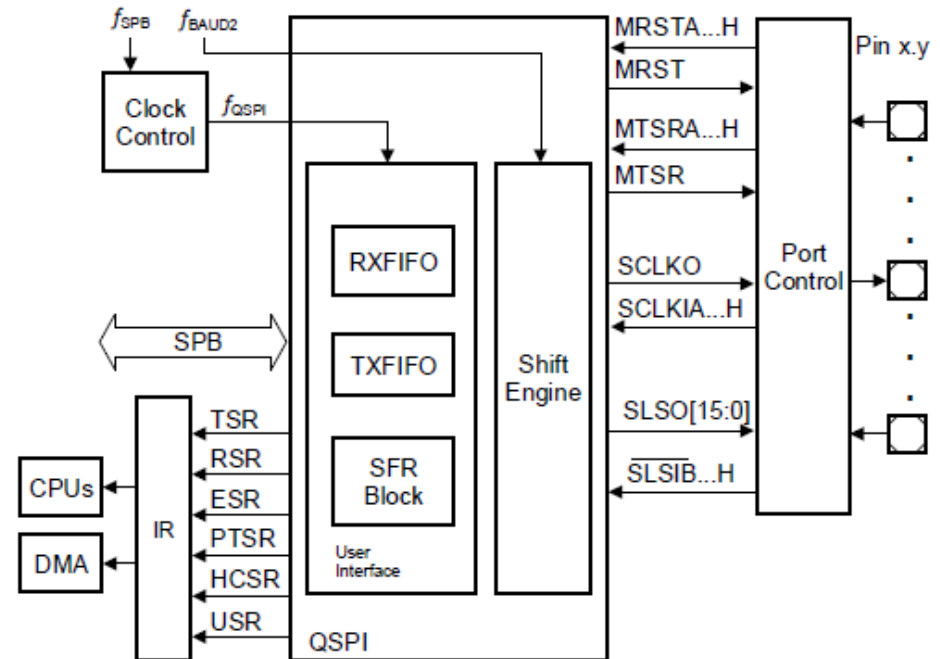 fSPB
fBAUD2
Clock
Control
fQSPI
SPB
RXFIFO
TXFIFO
SFR
Block
User
Interface
Shift
Engine
QSPI
TSR
RSR
ESR
PTSR
HCSR
USR
IR
CPUs
DMA
MRSTA...H
MRST
MTSRA...H
MTSR
SCLKO
SCLKIA...H
SLSO[15:0]
SLSIB...H
Port
Control
Pin x.y